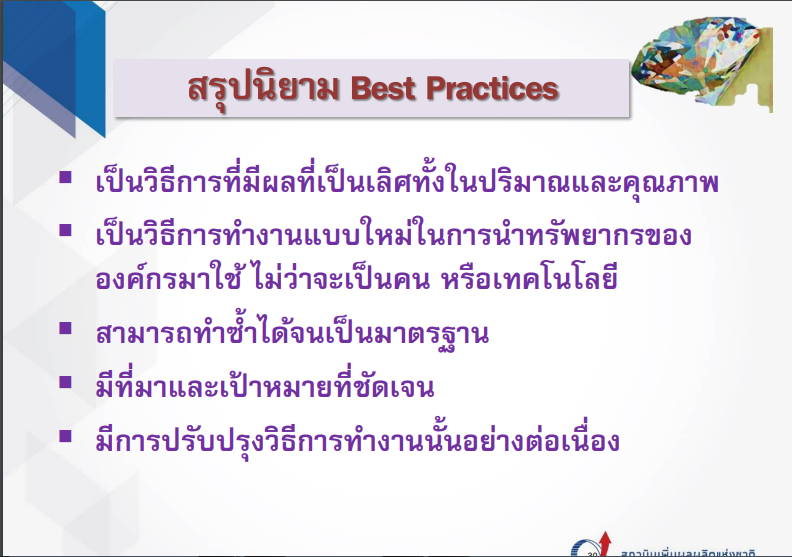 สรุปนิยาม Best Practices
▪ เป็นวิธีการที่มีผลที่เป็นเลิศทั้งในปริมาณและคุณภาพ
▪ เป็นวิธีการทำงานแบบใหม่ในการนำทรัพยากรของ
องค์กรมาใช้ ไม่ว่าจะเป็นคน หรือเทคโนโลยี
▪ สามารถทำซ้ำได้จนเป็นมาตรฐาน
▪ มีที่มาและเป้าหมายที่ชัดเจน
▪ มีการปรับปรุงวิธีการทำงานนั้นอย่างต่อเนื่อง